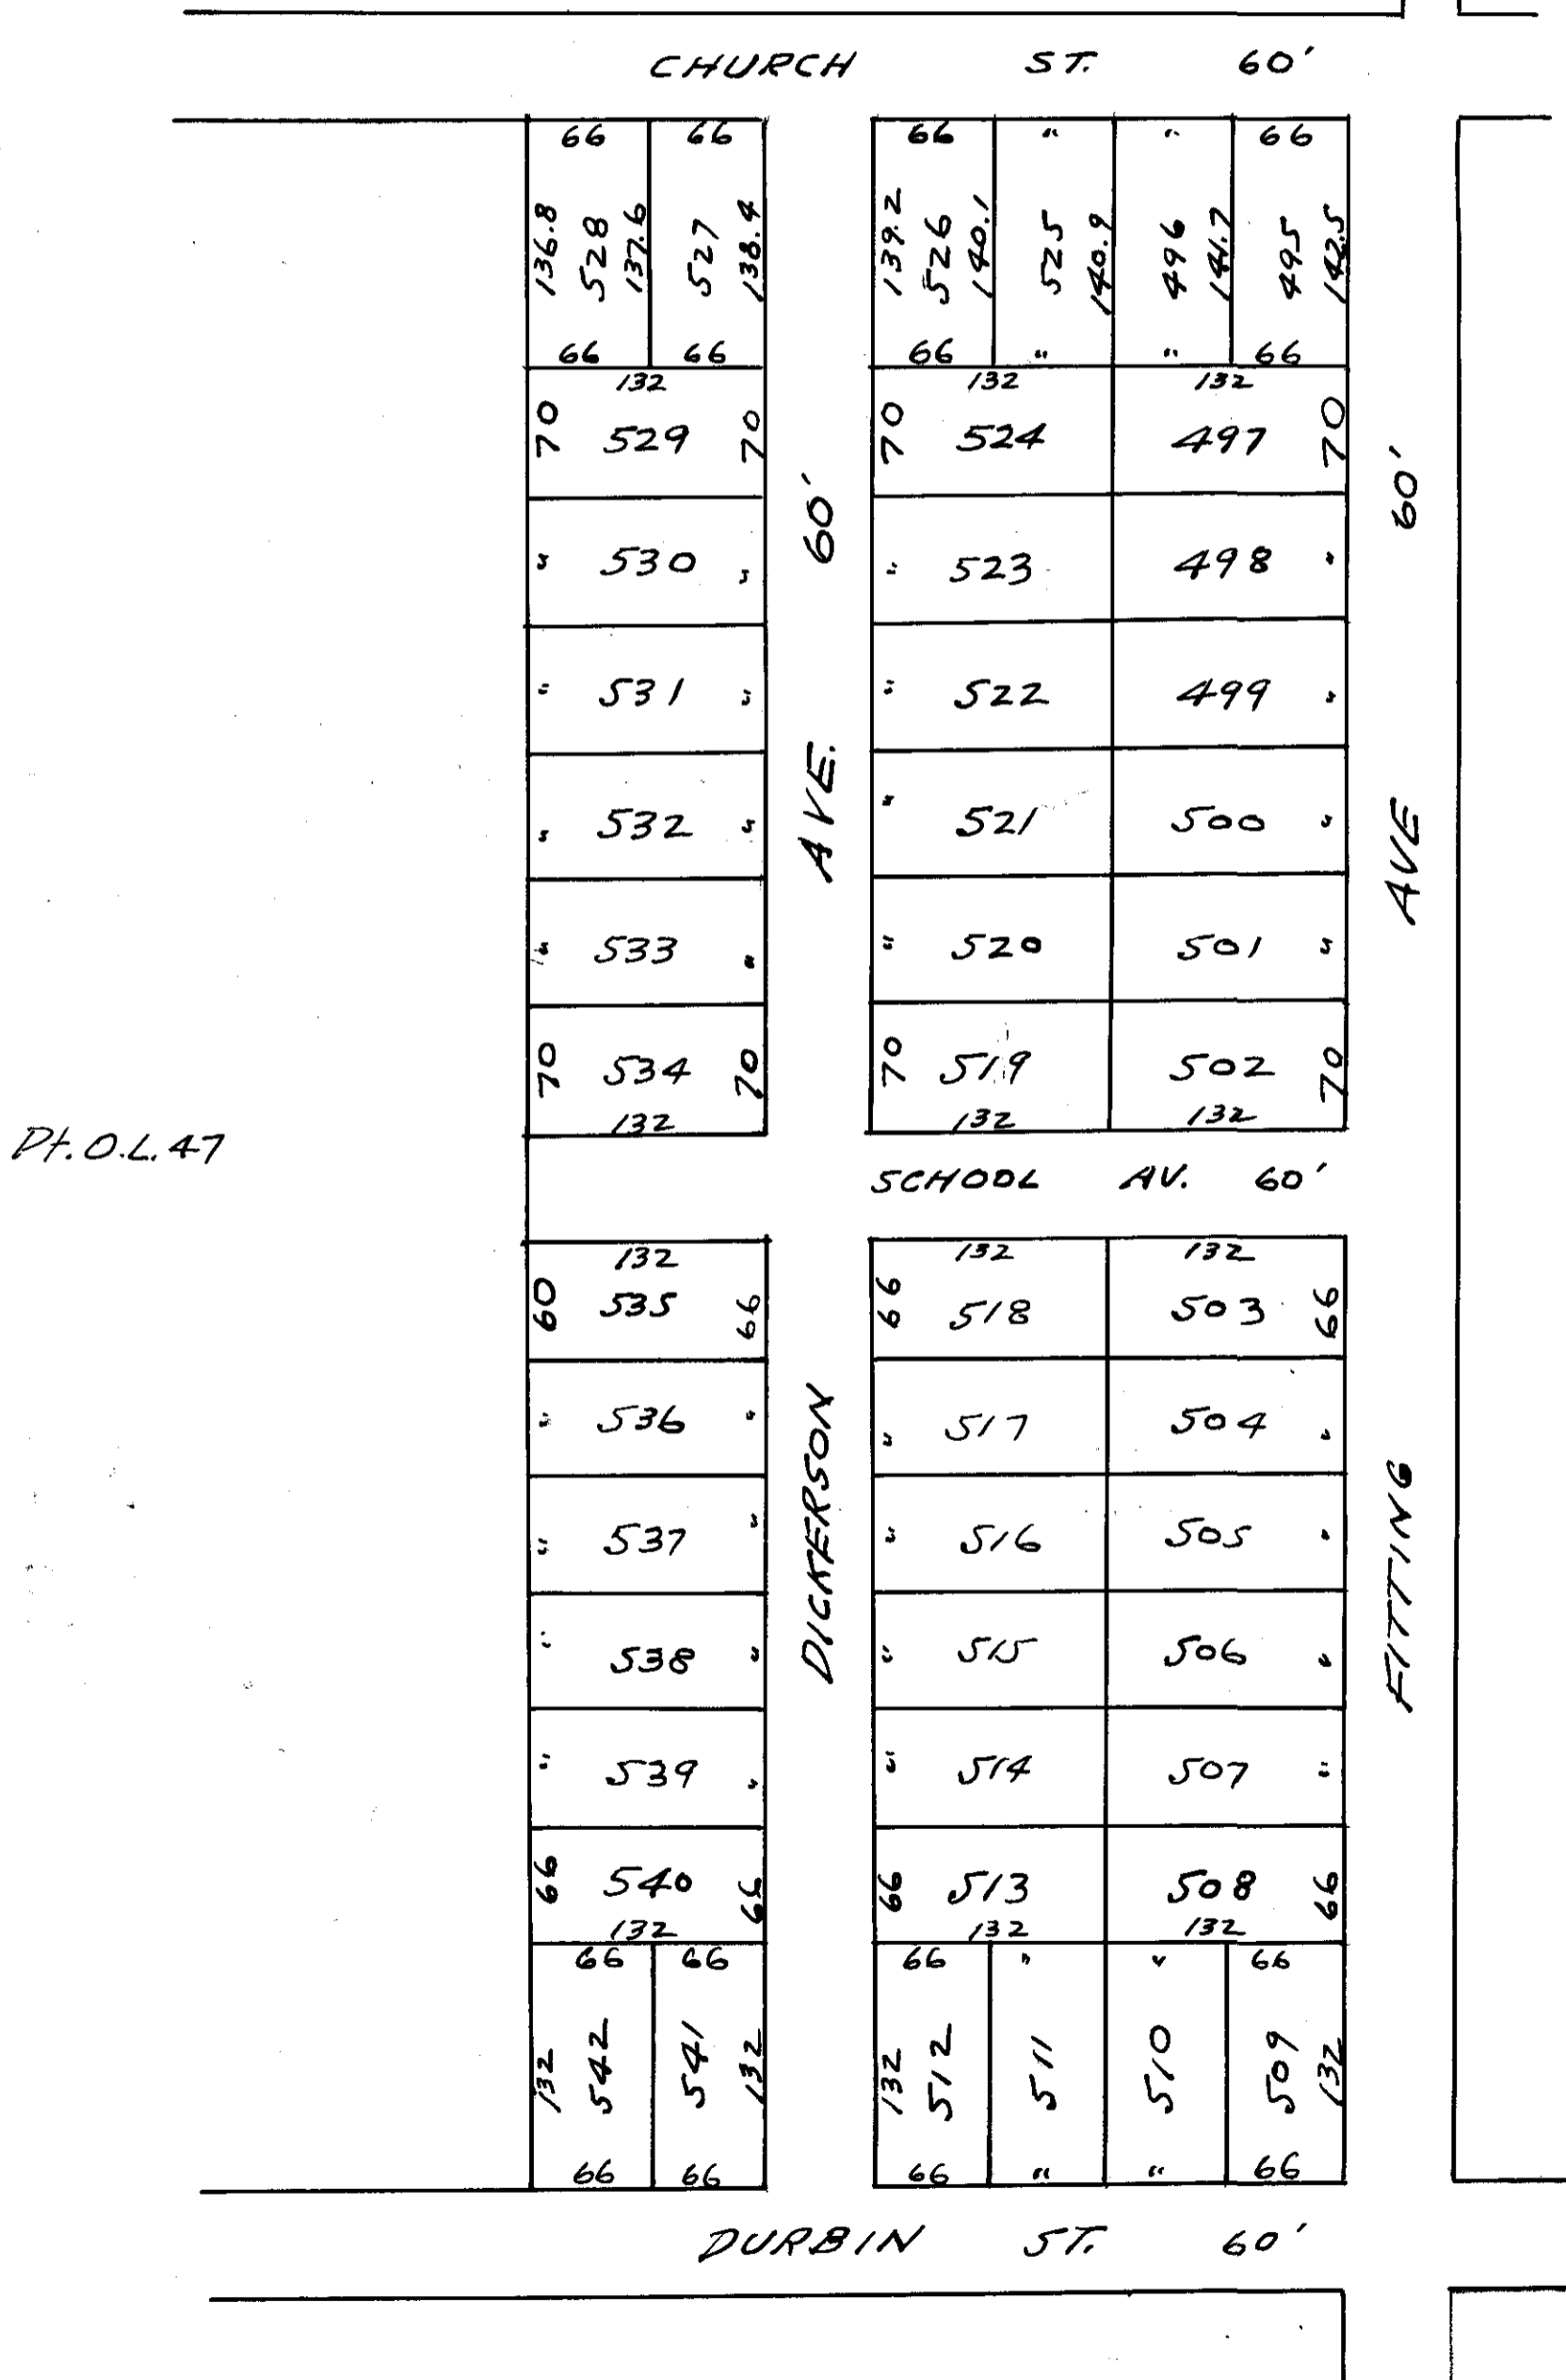 CHURCH ST. 60'
66 66 66 " " 66
136.8 528 137.6 527 138.4 139.2 526 140.1 525 140.9 496 141.7 495 142.5
66 66 66 " " 66
132 132 132
70 529 70 70 524 497 70
" 530 " " 523 498 "
" 531 " " 522 499 "
" 532 " " 521 500 "
" 533 " " 520 501 "
70 534 70 70 519 502 70
132 132 132
Pt. O.L. 47
SCHOOL AV. 60'
132 132 132
60 535 66 66 518 503 66
" 536 " " 517 504 "
" 537 " " 516 505 "
" 538 " " 515 506 "
" 539 " " 514 507 "
66 540 66 66 513 508 66
132 132 132
66 66 66 " " 66
132 542 541 132 132 512 511 510 509 132
66 66 66 " " 66
DICKERSON AVE. 60'
FITTING AVE 60'
DURBIN ST. 60'